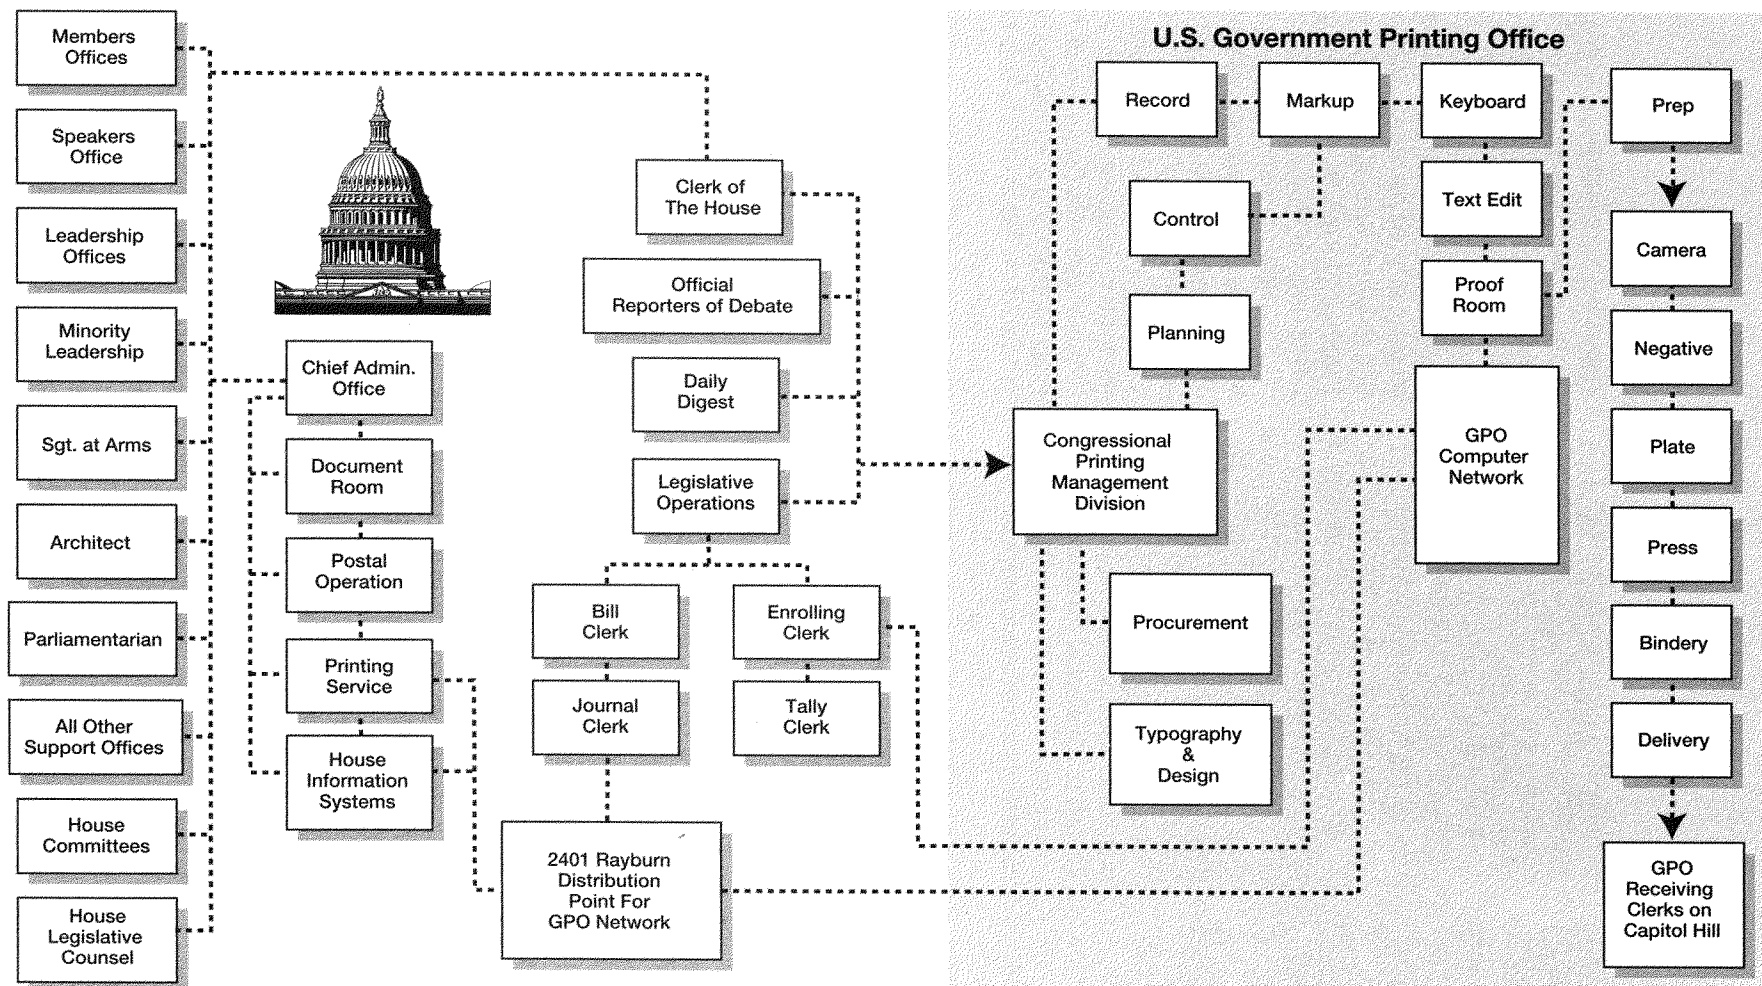 U.S. Government Printing Office
Members
Offices
Speakers
Office
Leadership
Offices
Minority
Leadership
Sgt. at Arms
Architect
Parliamentarian
All Other
Support Offices
House
Committees
House
Legislative
Counsel
Chief Admin.
Office
Document
Room
Postal
Operation
Printing
Service
House
Information
Systems
Clerk of
The House
Official
Reporters of Debate
Daily
Digest
Legislative
Operations
Bill
Clerk
Enrolling
Clerk
Journal
Clerk
Tally
Clerk
2401 Rayburn
Distribution
Point For
GPO Network
Record
Markup
Keyboard
Prep
Control
Text Edit
Camera
Planning
Proof
Room
Negative
Congressional
Printing
Management
Division
GPO
Computer
Network
Plate
Press
Procurement
Bindery
Typography
&
Design
Delivery
GPO
Receiving
Clerks on
Capitol Hill